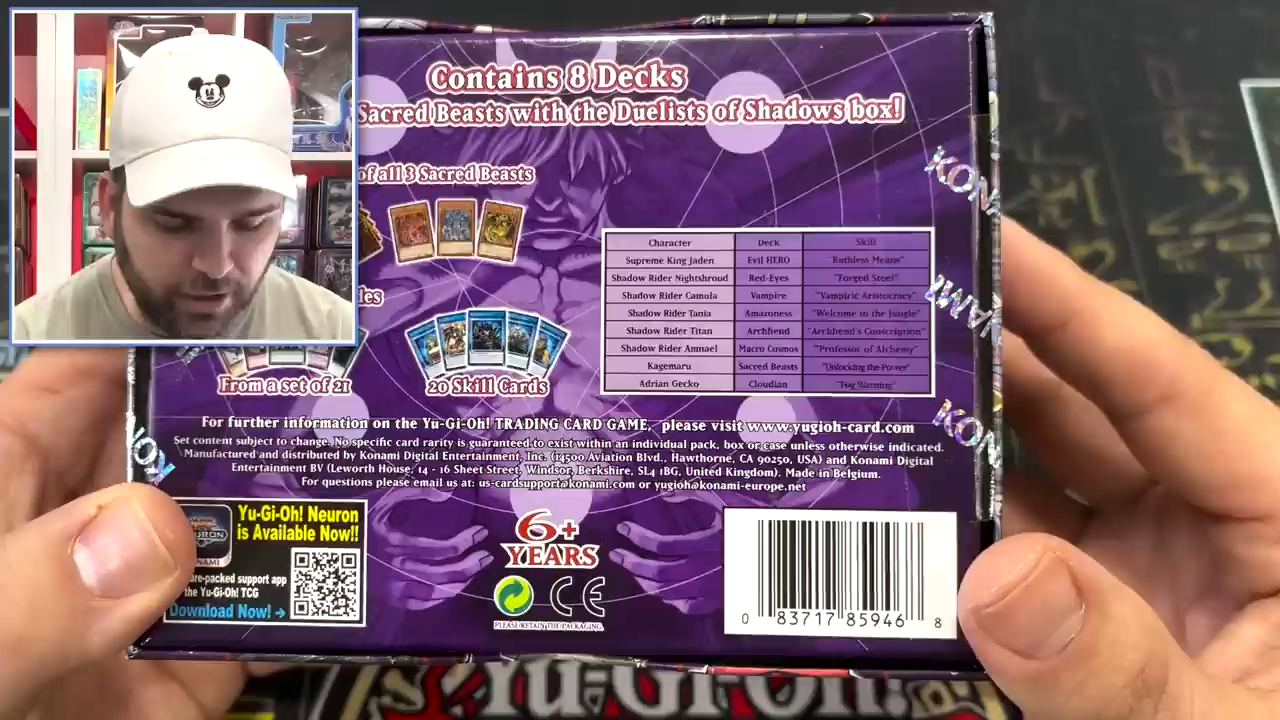 Contains 8 Decks
Sacred Beasts with the Duelists of Shadows box!
of all 3 Sacred Beasts
Character Deck Skill
Supreme King Jaden Evil HERO "Ruthless Means"
Shadow Rider Nightshroud Red-Eyes "Forged Steel"
Shadow Rider Camula Vampire "Vampiric Aristocracy"
Shadow Rider Tania Amazoness "Welcome to the Jungle"
Shadow Rider Titan Archfiend "Archfiend's Conscription"
Shadow Rider Amnael Macro Cosmos "Professor of Alchemy"
Kagemaru Sacred Beasts "Unlocking the Power"
Adrian Gecko Cloudian "Fog Warning"
From a set of 21
20 Skill Cards
For further information on the Yu-Gi-Oh! TRADING CARD GAME, please visit www.yugioh-card.com
Set content subject to change. No specific card rarity is guaranteed to exist within an individual pack, box or case unless otherwise indicated.
Manufactured and distributed by Konami Digital Entertainment, Inc. (14500 Aviation Blvd., Hawthorne, CA 90250, USA) and Konami Digital
Entertainment BV (Leworth House, 14 - 16 Sheet Street, Windsor, Berkshire, SL4 1BG, United Kingdom). Made in Belgium.
For questions please email us at: us-cardsupport@konami.com or yugioh@konami-europe.net
Yu-Gi-Oh! Neuron
is Available Now!!
KONAMI
re-packed support app
the Yu-Gi-Oh! TCG
Download Now!
6+
YEARS
CE
PLEASE RETAIN THE PACKAGING.
0 83717 85946 8
KONAMI
KON
KON
Yu-Gi-Oh!